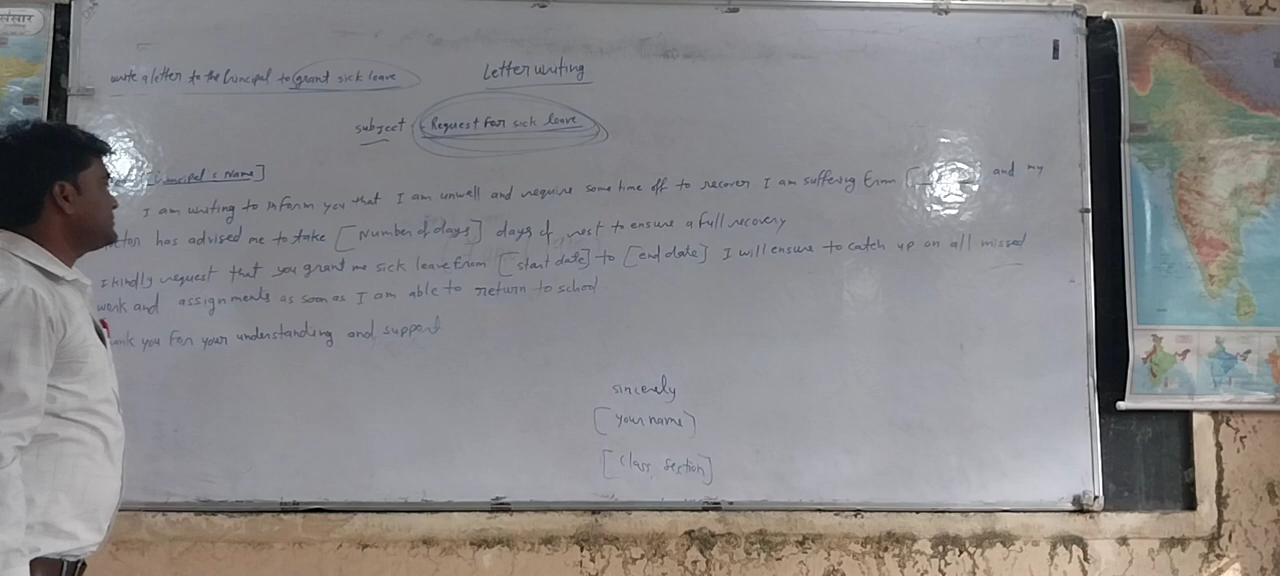 संसार
write a letter to the Principal to grant sick leave
Letter writing
subject : Request for sick leave
Principal's Name]
I am writing to inform you that I am unwell and require some time off to recover I am suffering from [ ] and my
has advised me to take [Number of days] days of rest to ensure a full recovery
I kindly request that you grant me sick leave from [start date] to [end date] I will ensure to catch up on all missed
work and assignments as soon as I am able to return to school
you for your understanding and support
sincerely
[your name]
[class, section]